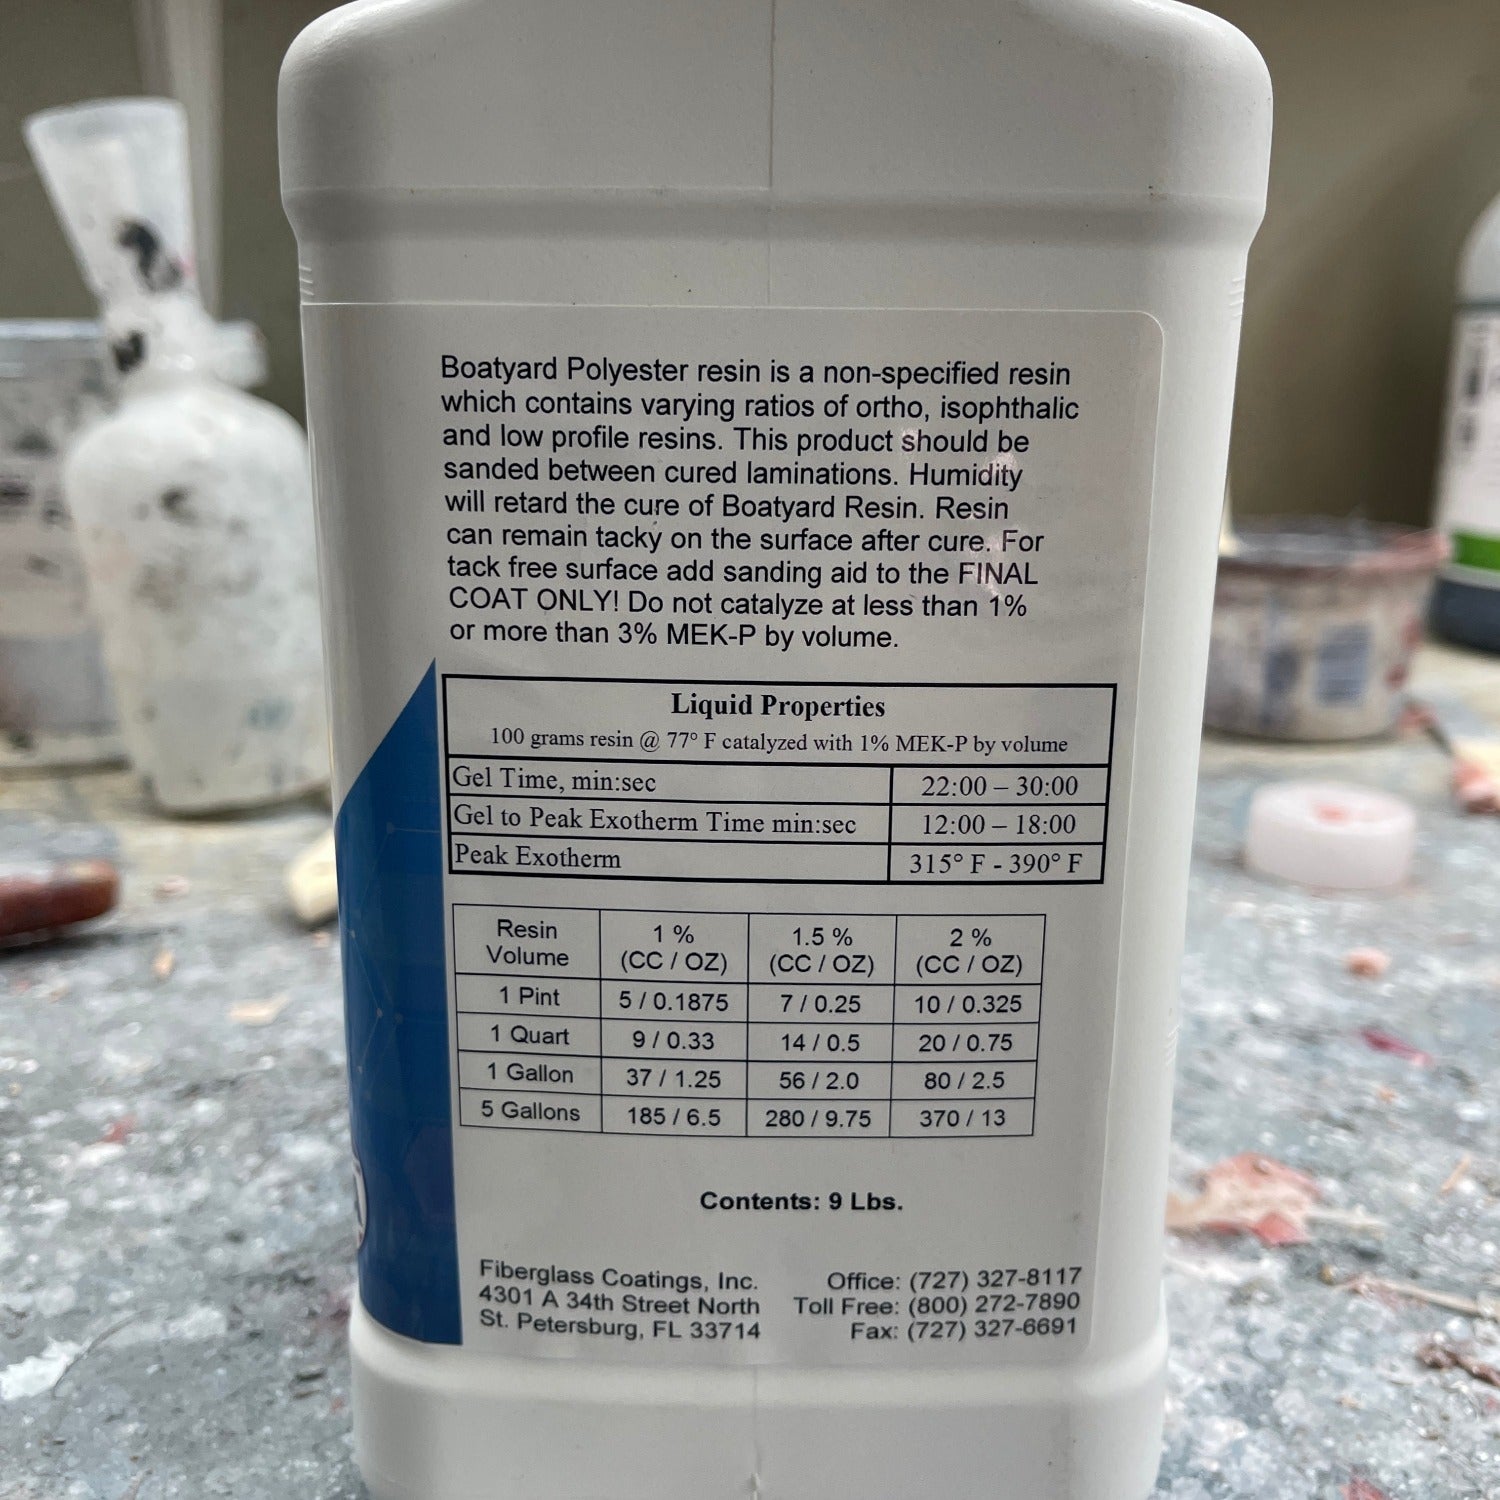 Boatyard Polyester resin is a non-specified resin
which contains varying ratios of ortho, isophthalic
and low profile resins. This product should be
sanded between cured laminations. Humidity
will retard the cure of Boatyard Resin. Resin
can remain tacky on the surface after cure. For
tack free surface add sanding aid to the FINAL
COAT ONLY! Do not catalyze at less than 1%
or more than 3% MEK-P by volume.
Liquid Properties
100 grams resin @ 77° F catalyzed with 1% MEK-P by volume
Gel Time, min:sec 22:00 – 30:00
Gel to Peak Exotherm Time min:sec 12:00 – 18:00
Peak Exotherm 315° F - 390° F
Resin Volume 1 % (CC / OZ) 1.5 % (CC / OZ) 2 % (CC / OZ)
1 Pint 5 / 0.1875 7 / 0.25 10 / 0.325
1 Quart 9 / 0.33 14 / 0.5 20 / 0.75
1 Gallon 37 / 1.25 56 / 2.0 80 / 2.5
5 Gallons 185 / 6.5 280 / 9.75 370 / 13
Contents: 9 Lbs.
Fiberglass Coatings, Inc.
4301 A 34th Street North
St. Petersburg, FL 33714
Office: (727) 327-8117
Toll Free: (800) 272-7890
Fax: (727) 327-6691